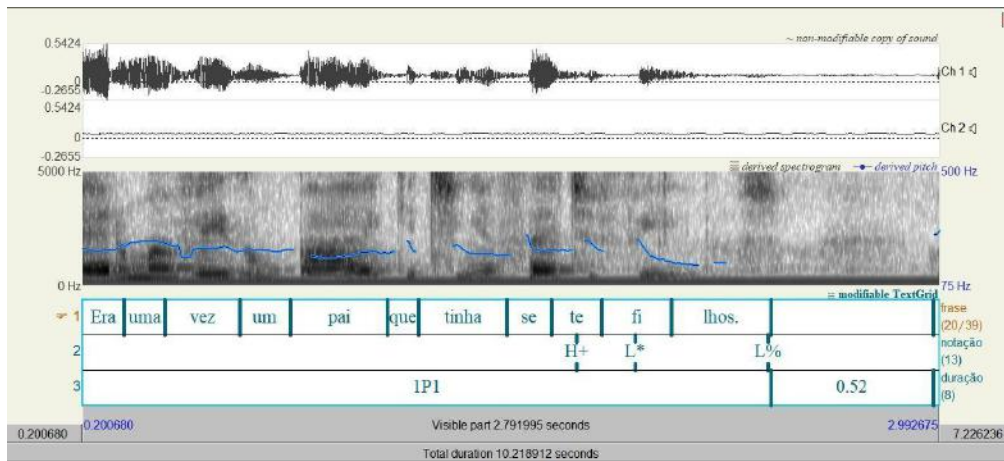 ~ non-modifiable copy of sound
0.5424
0
-0.2655
Ch 1
0.5424
0
-0.2655
Ch 2
derived spectrogram derived pitch
5000 Hz 500 Hz
0 Hz 75 Hz
modifiable TextGrid
1 Era uma vez um pai que tinha se te fi lhos. frase (20/39)
2 H+ L* L% notação (13)
3 1P1 0.52 duração (8)
0.200680 Visible part 2.791995 seconds 2.992675
0.200680 7.226236
Total duration 10.218912 seconds